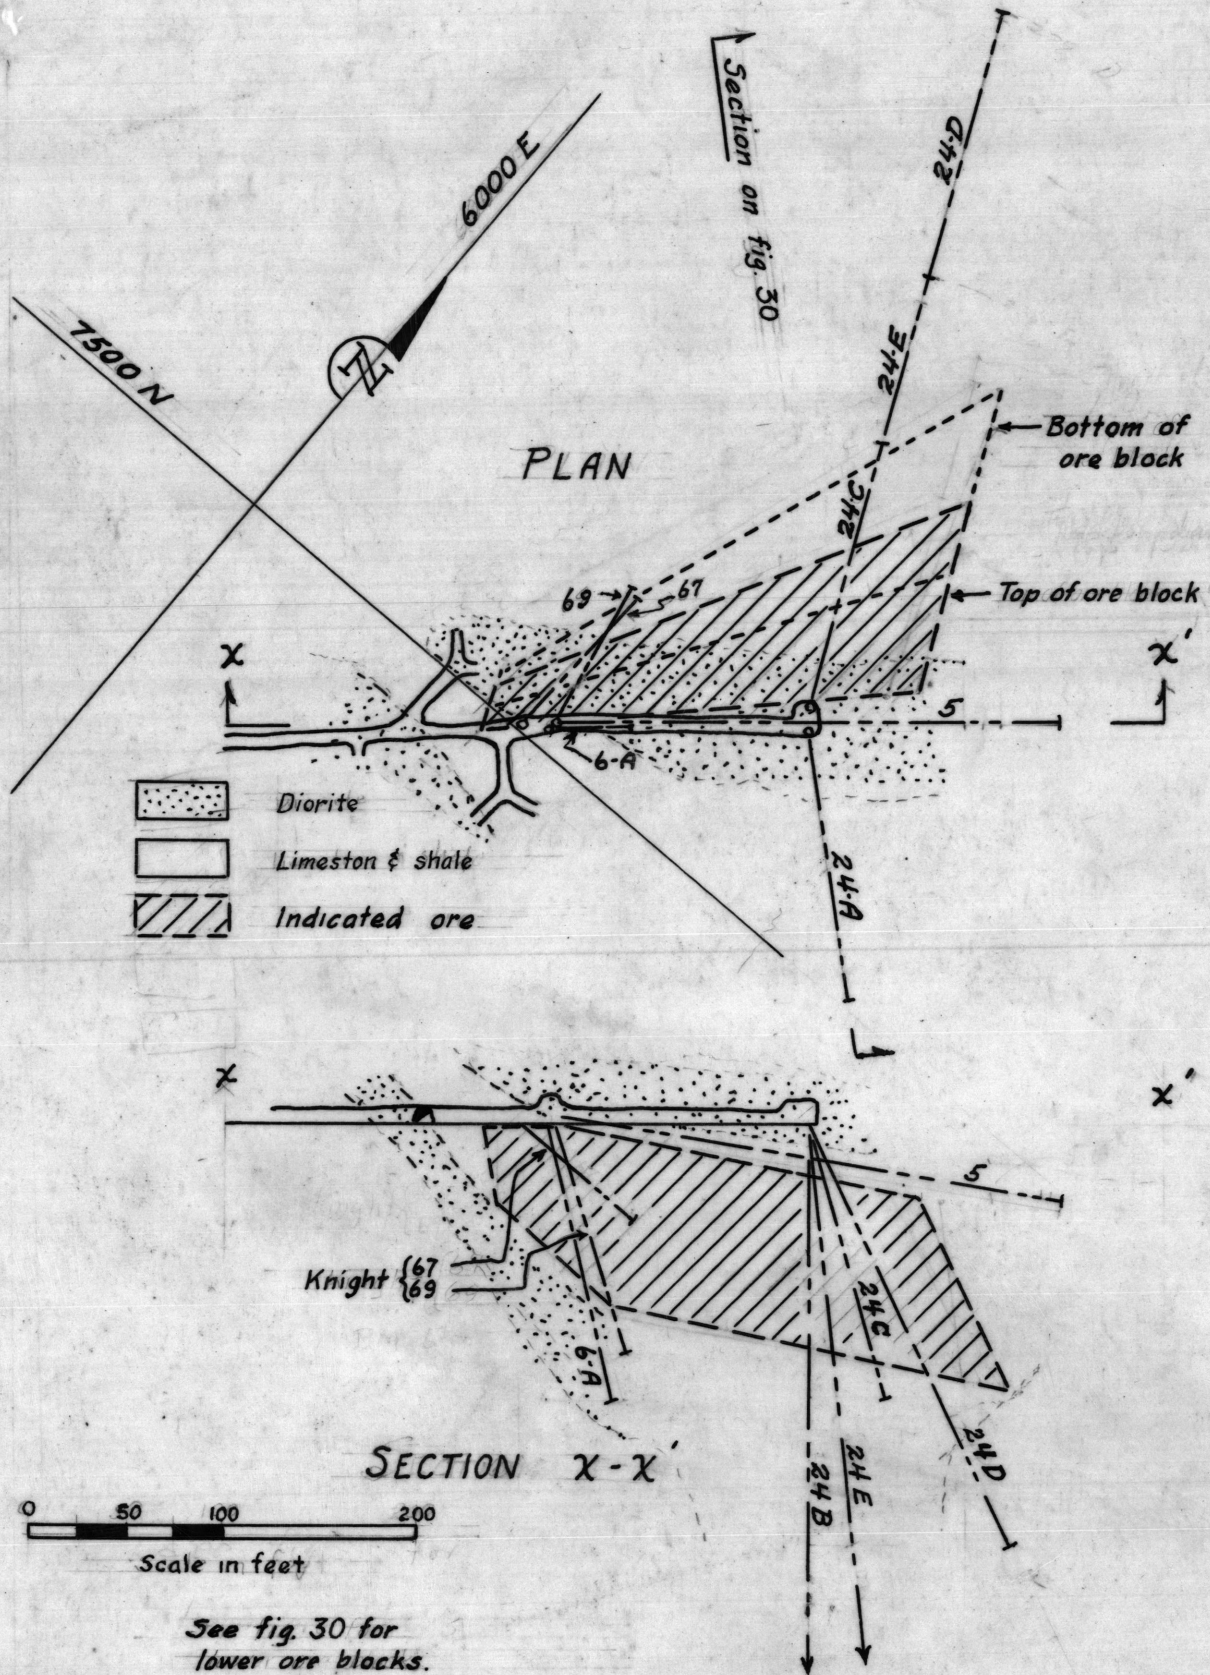 Section on fig. 30
24-D
6000 E
7500 N
N
24-E
PLAN
Bottom of
ore block
24-C
69
67
Top of ore block
X
X'
5
6-A
Diorite
Limeston & shale
Indicated ore
24-A
X
X'
5
Knight {67
69
24C
6-A
24D
24E
24B
SECTION X-X'
0 50 100 200
Scale in feet
See fig. 30 for
lower ore blocks.